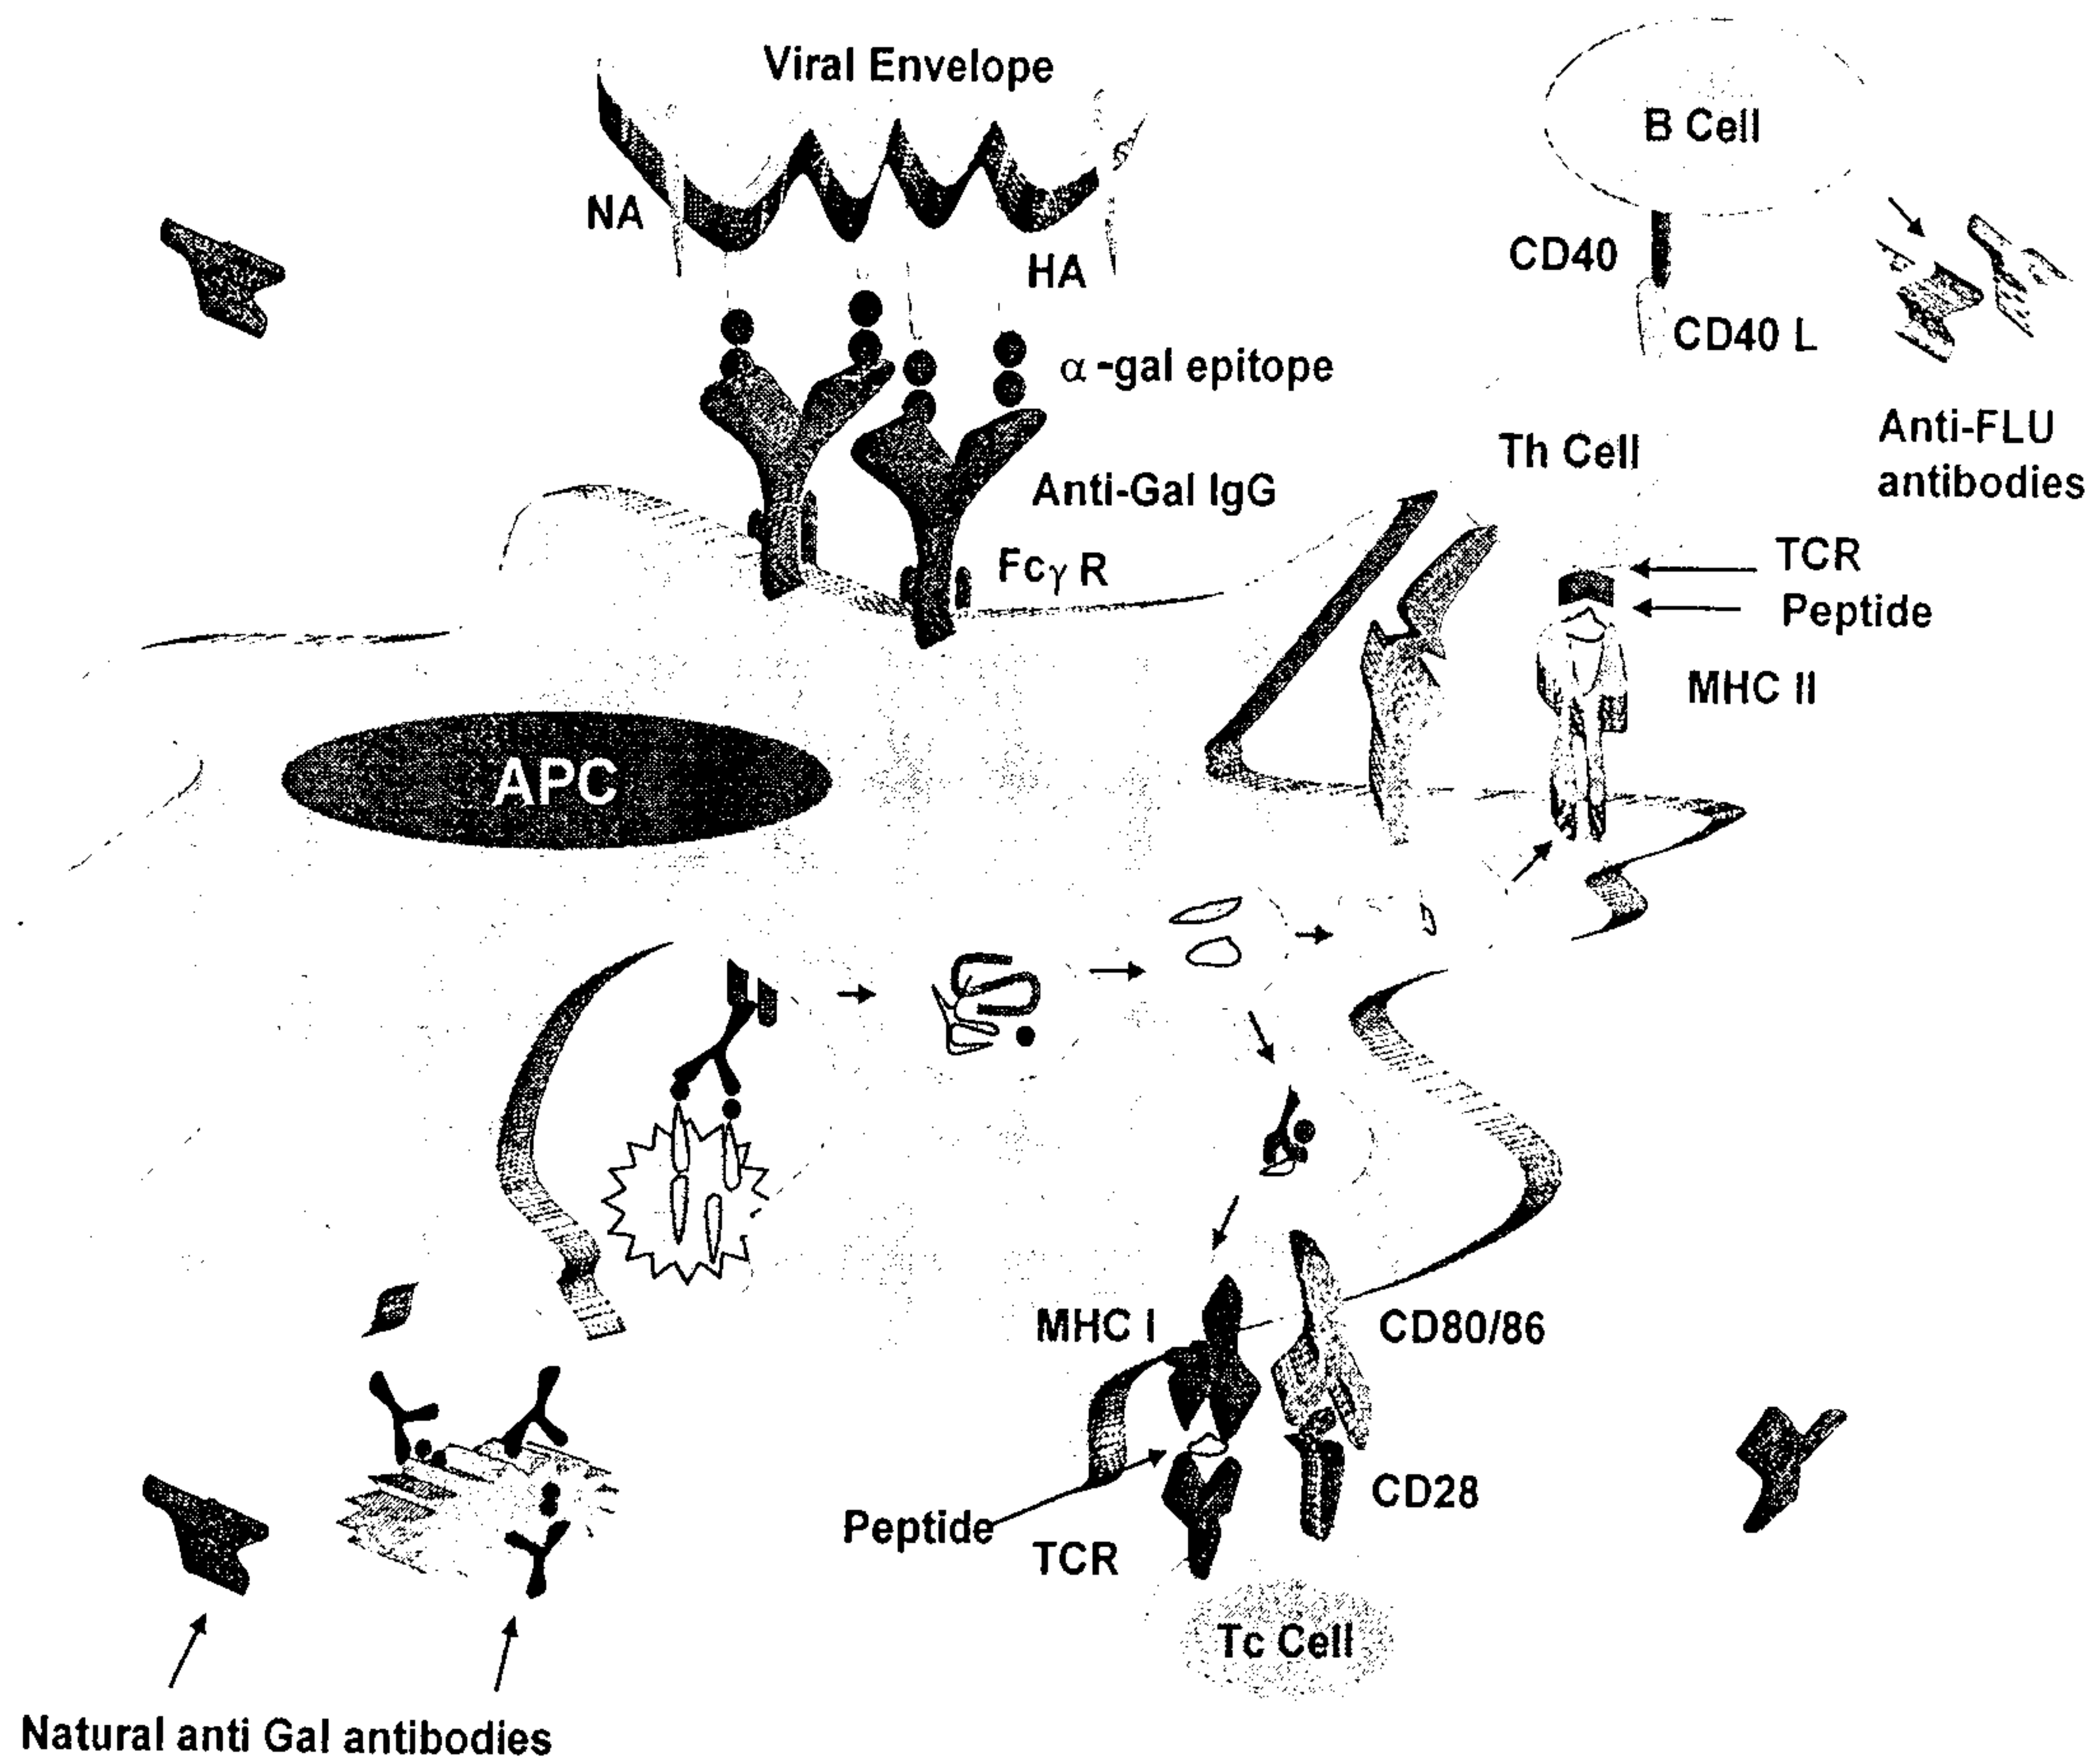 Viral Envelope
B Cell
NA
HA
CD40
CD40 L
α -gal epitope
Anti-FLU
antibodies
Th Cell
Anti-Gal IgG
Fcγ R
TCR
Peptide
MHC II
APC
MHC I
CD80/86
CD28
Peptide
TCR
Tc Cell
Natural anti Gal antibodies